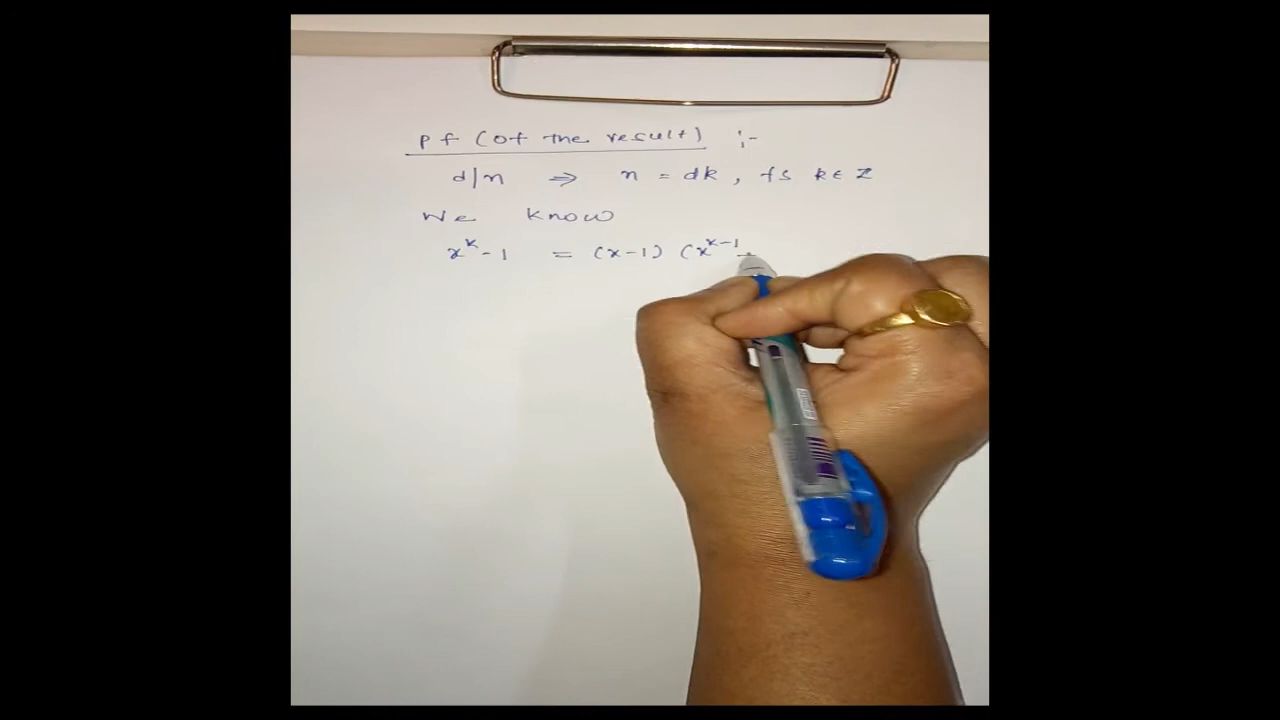 Pf (of the result) :-
d/n ⇒ n = dk, fs k ∈ Z
We know
x^k - 1 = (x-1) (x^{k-1}